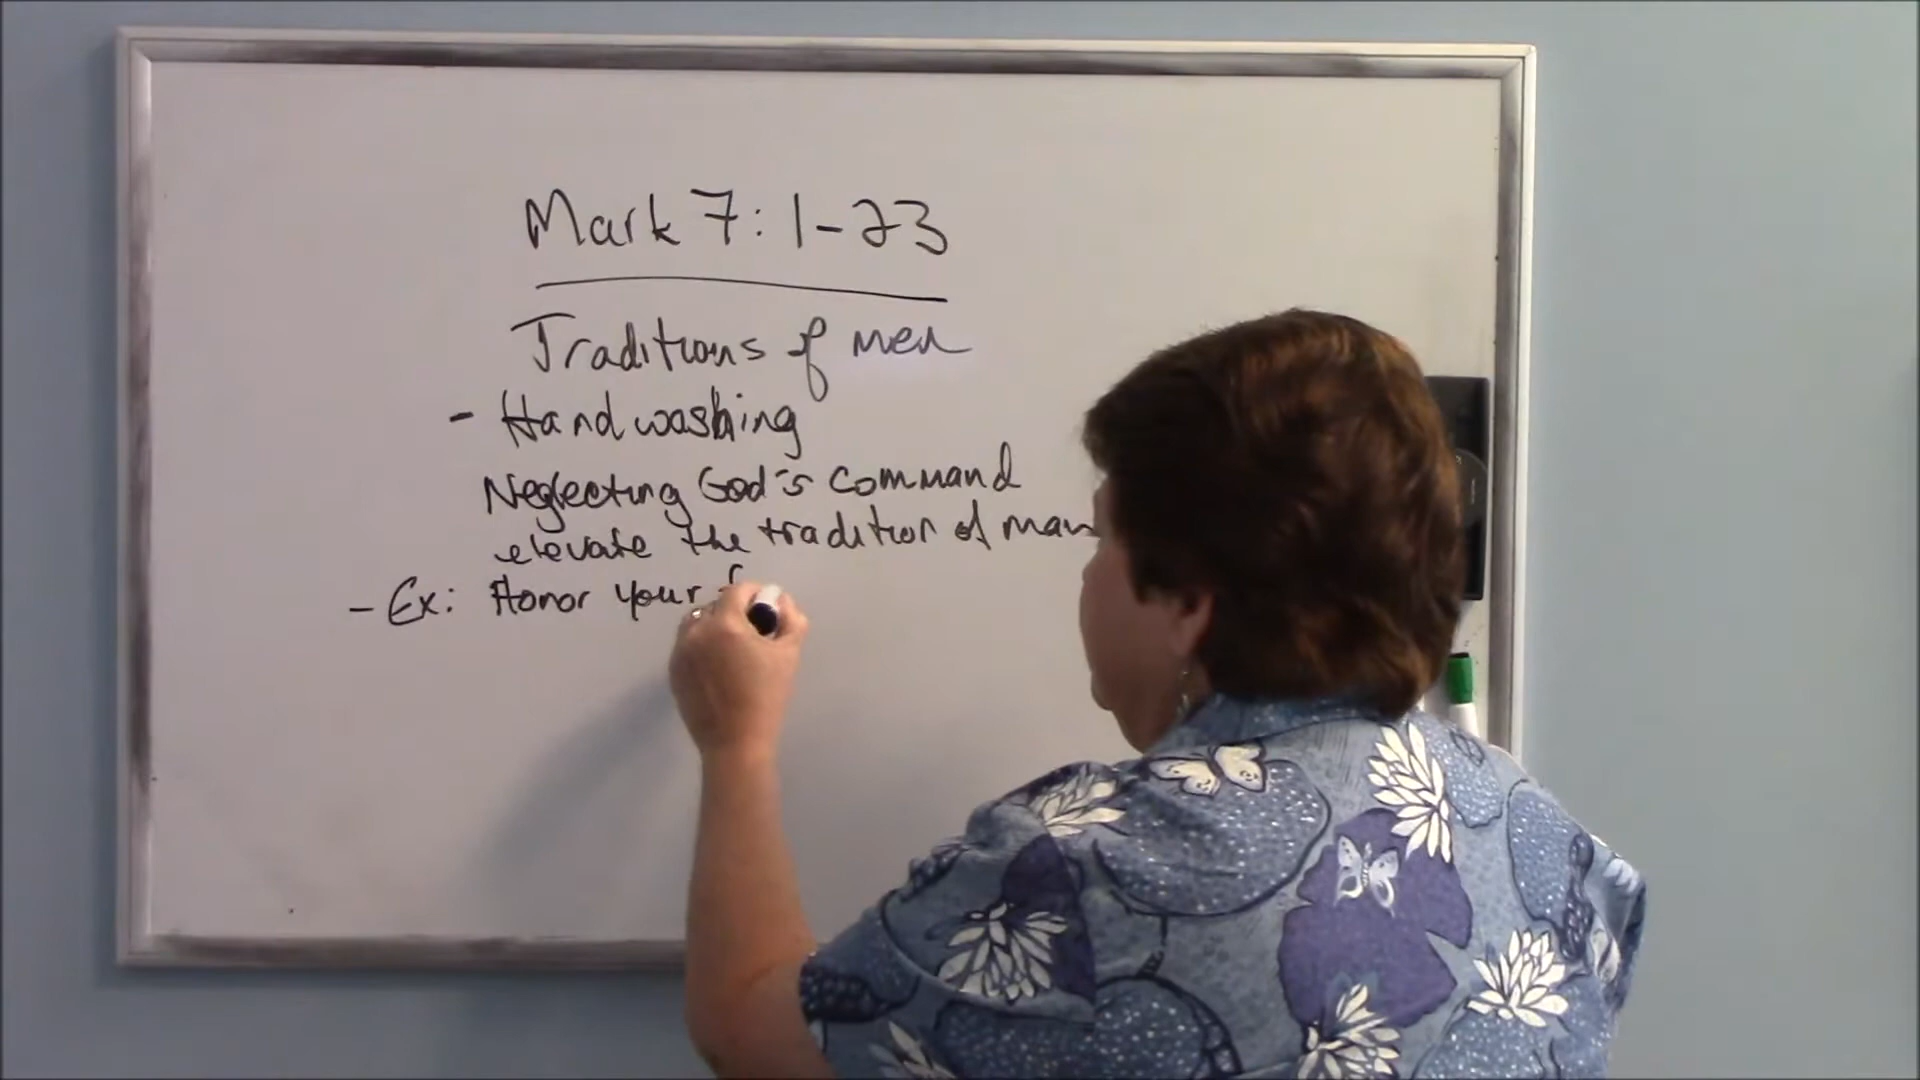 Mark 7: 1-23
Traditions of men
- Handwashing
Neglecting God's command
elevate the tradition of man
- Ex: Honor your f